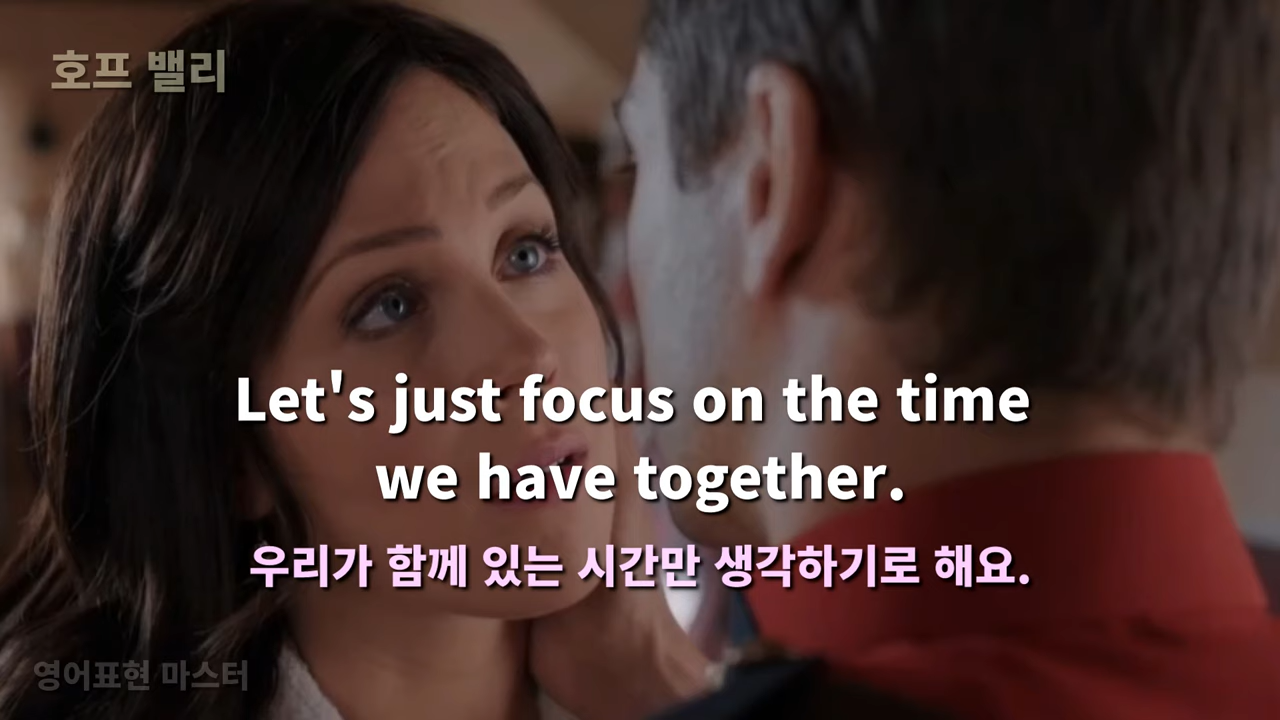 호프 밸리
Let's just focus on the time
we have together.
우리가 함께 있는 시간만 생각하기로 해요.
영어표현 마스터